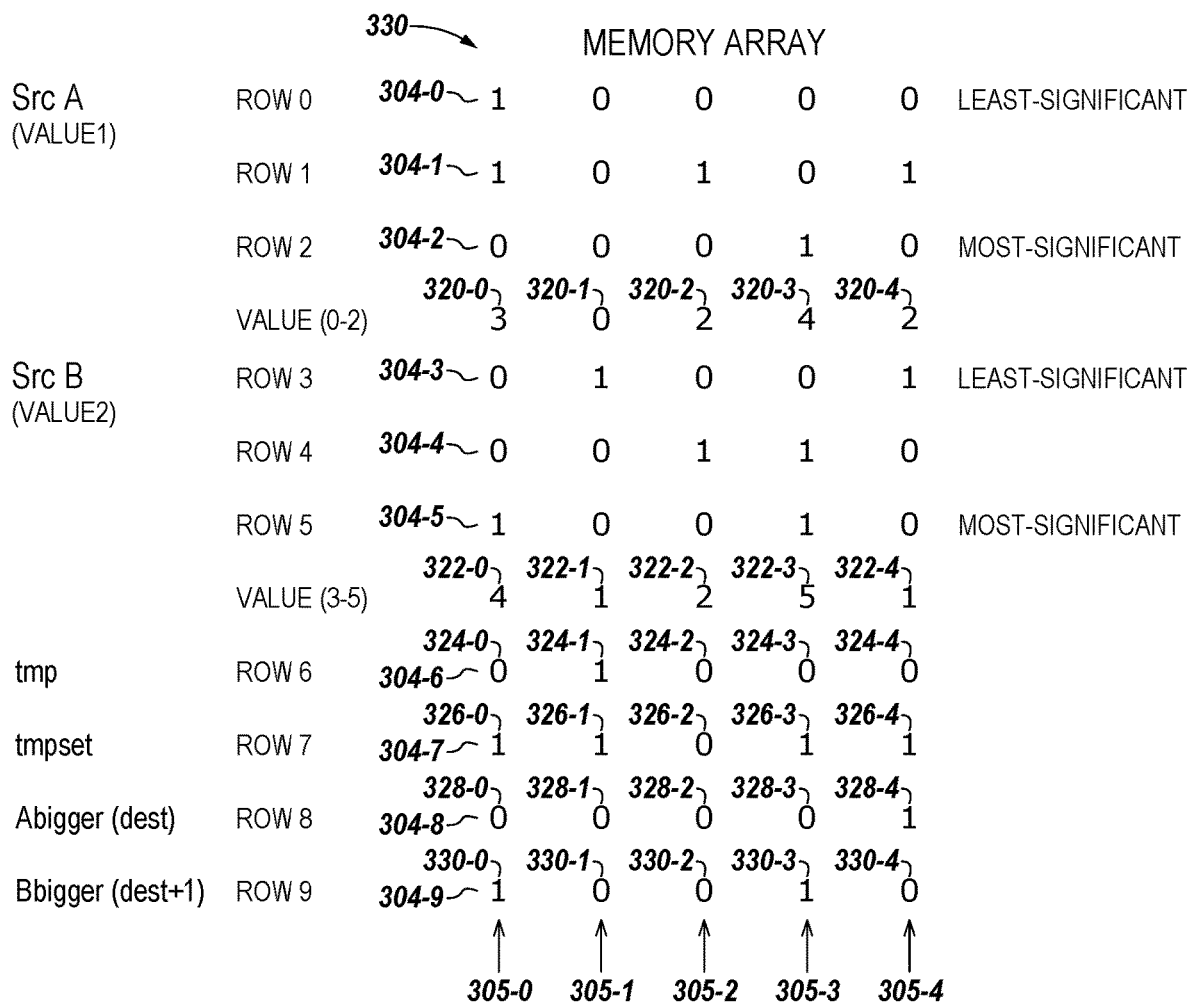 330 MEMORY ARRAY
Src A ROW 0 304-0 1 0 0 0 0 LEAST-SIGNIFICANT
(VALUE1)
ROW 1 304-1 1 0 1 0 1
ROW 2 304-2 0 0 0 1 0 MOST-SIGNIFICANT
320-0 320-1 320-2 320-3 320-4
VALUE (0-2) 3 0 2 4 2
Src B ROW 3 304-3 0 1 0 0 1 LEAST-SIGNIFICANT
(VALUE2)
ROW 4 304-4 0 0 1 1 0
ROW 5 304-5 1 0 0 1 0 MOST-SIGNIFICANT
322-0 322-1 322-2 322-3 322-4
VALUE (3-5) 4 1 2 5 1
324-0 324-1 324-2 324-3 324-4
tmp ROW 6 304-6 0 1 0 0 0
326-0 326-1 326-2 326-3 326-4
tmpset ROW 7 304-7 1 1 0 1 1
328-0 328-1 328-2 328-3 328-4
Abigger (dest) ROW 8 304-8 0 0 0 0 1
330-0 330-1 330-2 330-3 330-4
Bbigger (dest+1) ROW 9 304-9 1 0 0 1 0
305-0 305-1 305-2 305-3 305-4